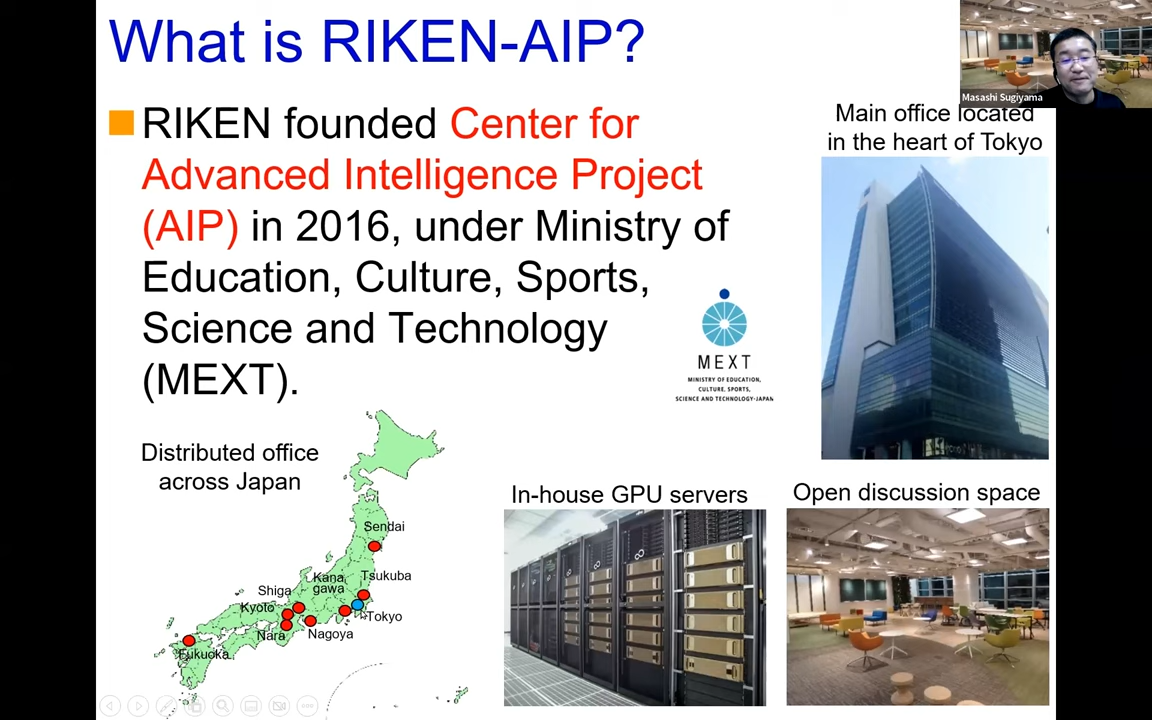 What is RIKEN-AIP?
RIKEN founded Center for
Advanced Intelligence Project
(AIP) in 2016, under Ministry of
Education, Culture, Sports,
Science and Technology
(MEXT).
MEXT
MINISTRY OF EDUCATION,
CULTURE, SPORTS,
SCIENCE AND TECHNOLOGY-JAPAN
Masashi Sugiyama
Main office located
in the heart of Tokyo
Distributed office
across Japan
Sendai
Tsukuba
Kana
gawa
Shiga
Kyoto
Tokyo
Nara
Nagoya
Fukuoka
In-house GPU servers
Open discussion space